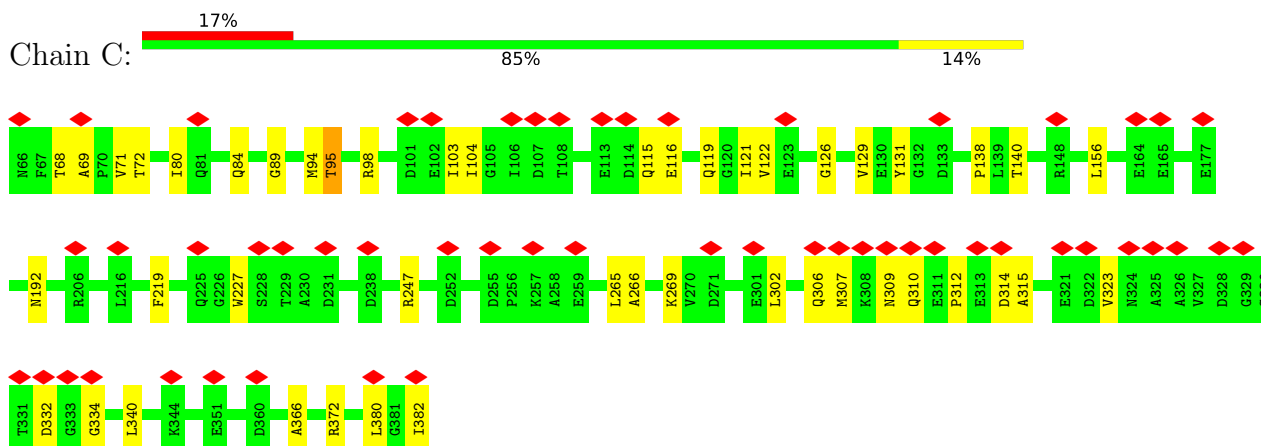 17%
Chain C:
85% 14%
N66 F67 T68 A69 P70 V71 T72 I80 Q81 Q84 G89 M94 T95 R98 D101 E102 I103 I104 G105 I106 D107 T108 E113 D114 Q115 E116 Q119 G120 I121 V122 E123 G126 V129 E130 Y131 G132 D133 P138 L139 T140 R148 L156 E164 E165 E177
N192 R206 L216 F219 Q225 G226 W227 S228 T229 A230 D231 D238 R247 D252 D255 P256 K257 A258 E259 L265 A266 K269 V270 D271 E301 L302 Q306 M307 K308 N309 Q310 E311 P312 E313 D314 A315 E321 D322 V323 N324 A325 A326 V327 D328 G329
T331 D332 G333 G334 L340 K344 E351 D360 A366 R372 L380 G381 I382